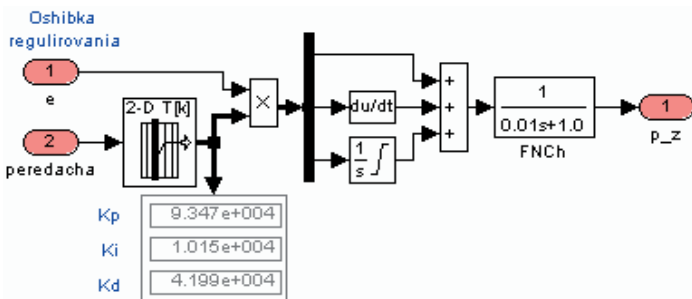 Oshibka
regulirovania
1
e
2
peredacha
2-D T[k]
×
du/dt
1
s
+
+
+
1
0.01s+1.0
FNCh
1
p_z
Kp
9.347e+004
Ki
1.015e+004
Kd
4.199e+004